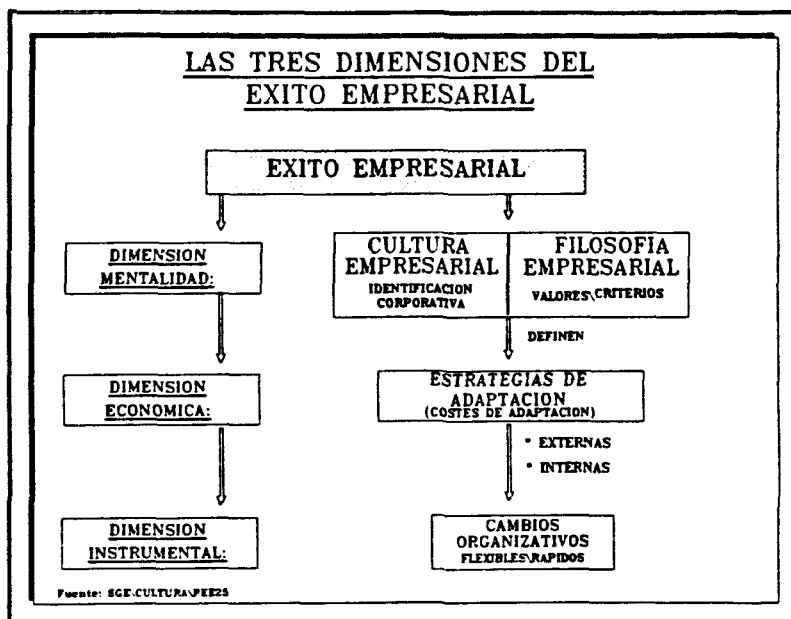 LAS TRES DIMENSIONES DEL
EXITO EMPRESARIAL
EXITO EMPRESARIAL
DIMENSION
MENTALIDAD:
CULTURA
EMPRESARIAL
IDENTIFICACION
CORPORATIVA
FILOSOFIA
EMPRESARIAL
VALORES\CRITERIOS
DEFINEN
DIMENSION
ECONOMICA:
ESTRATEGIAS DE
ADAPTACION
(COSTES DE ADAPTACION)
* EXTERNAS
* INTERNAS
DIMENSION
INSTRUMENTAL:
CAMBIOS
ORGANIZATIVOS
FLEXIBLES\RAPIDOS
Fuente: SGE\CULTURA\PEE25